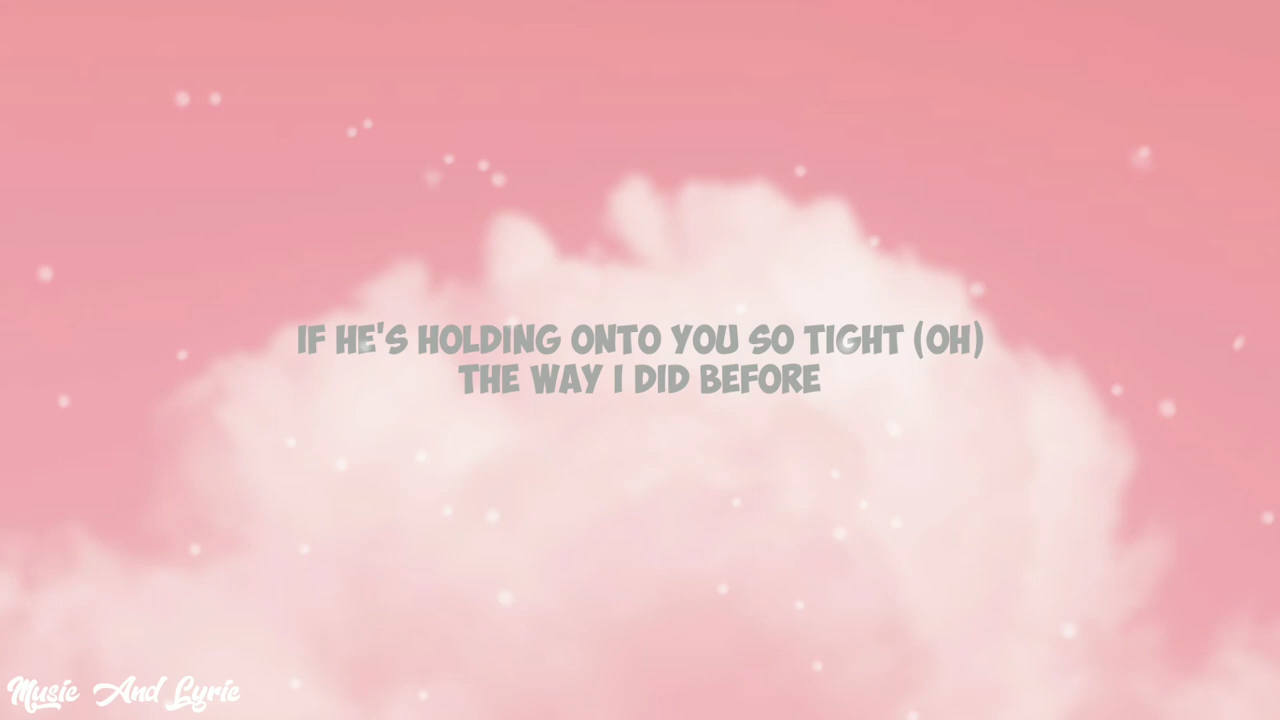 IF HE'S HOLDING ONTO YOU SO TIGHT (OH)
THE WAY I DID BEFORE
Music And Lyric